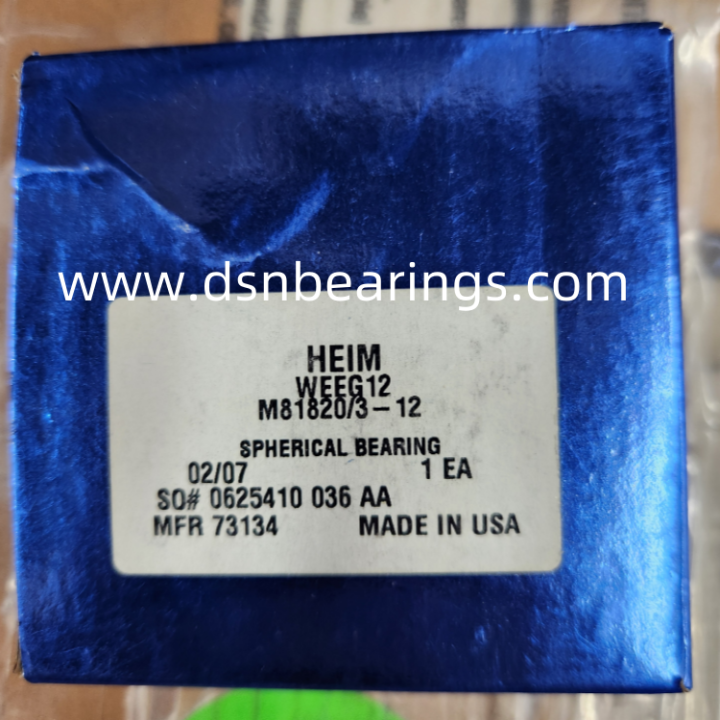 www.dsnbearings.com
HEIM
WEEG12
M81820/3-12
SPHERICAL BEARING
02/07 1 EA
SO# 0625410 036 AA
MFR 73134 MADE IN USA